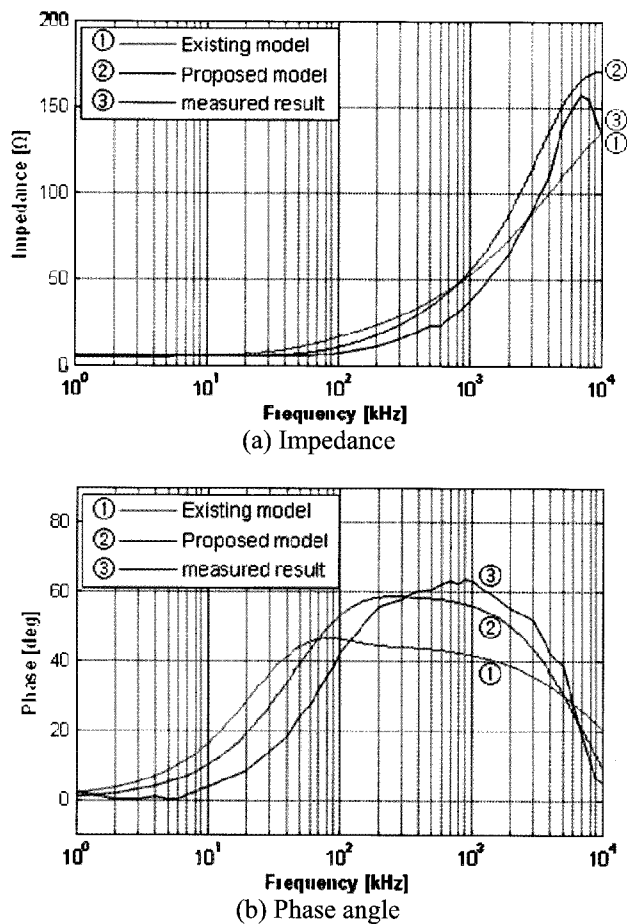 200
150
100
50
0
Impedance [Ω]
① Existing model
② Proposed model
③ measured result
②
③
①
10⁰ 10¹ 10² 10³ 10⁴
Frequency [kHz]
(a) Impedance
80
60
40
20
0
Phase [deg]
① Existing model
② Proposed model
③ measured result
③
②
①
10⁰ 10¹ 10² 10³ 10⁴
Frequency [kHz]
(b) Phase angle